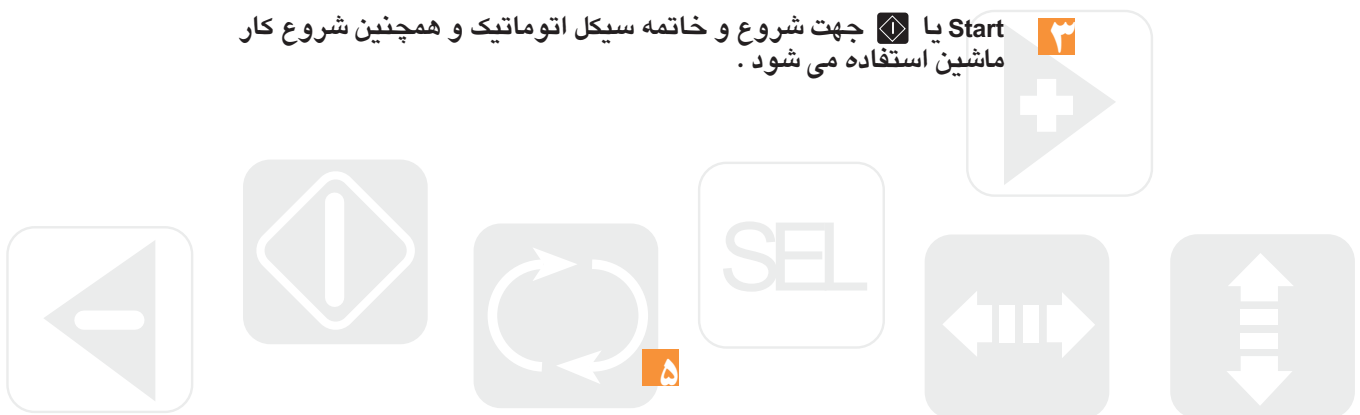 ۳
Start یا جهت شروع و خاتمه سیکل اتوماتیک و همچنین شروع کار
ماشین استفاده می شود .
SEL
۵